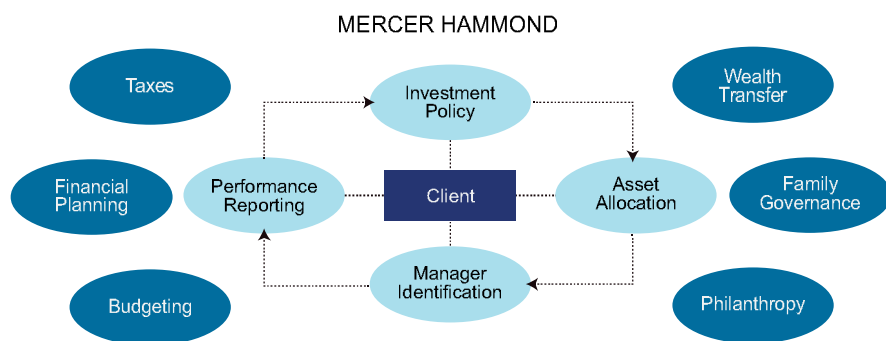 MERCER HAMMOND
Taxes
Investment
Policy
Wealth
Transfer
Financial
Planning
Performance
Reporting
Client
Asset
Allocation
Family
Governance
Budgeting
Manager
Identification
Philanthropy